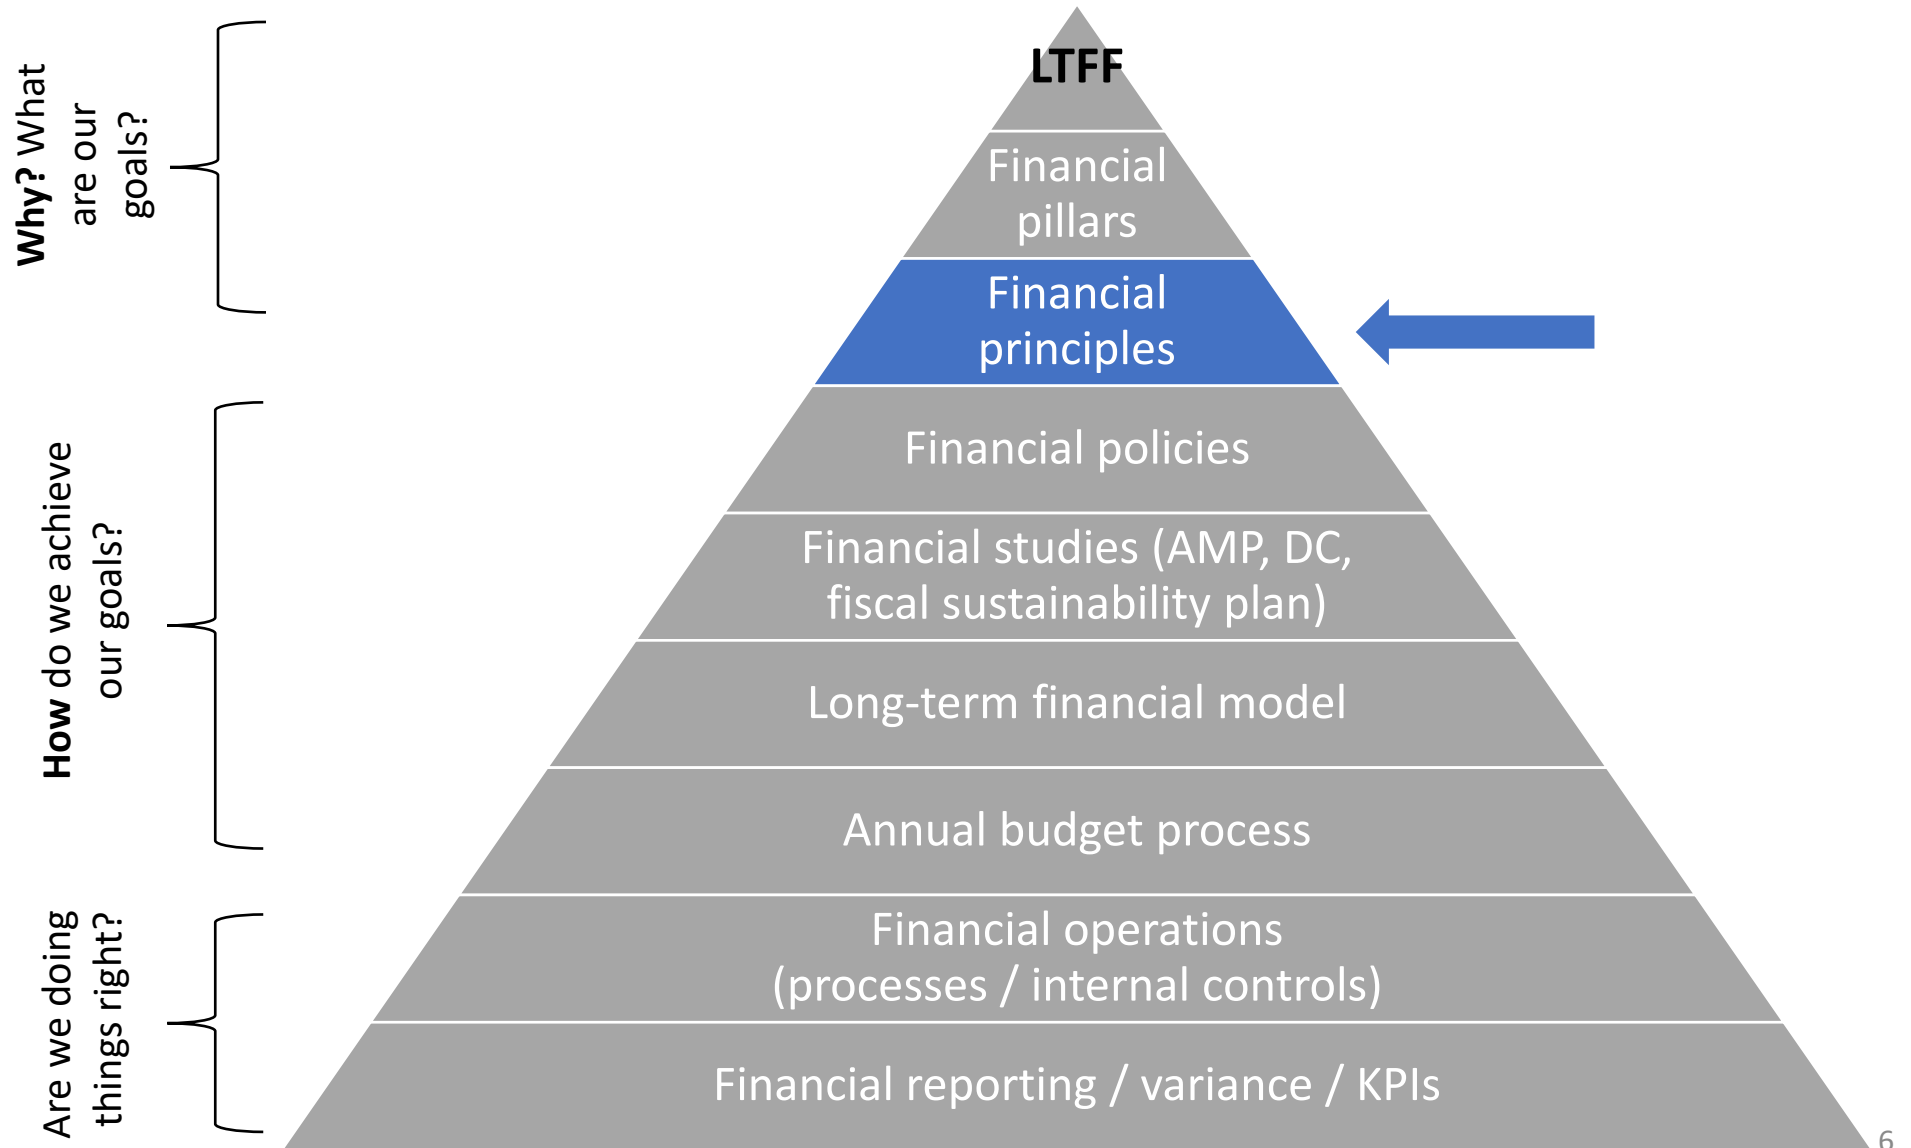 Why? What
are our
goals?
LTFF
Financial
pillars
Financial
principles
How do we achieve
our goals?
Financial policies
Financial studies (AMP, DC,
fiscal sustainability plan)
Long-term financial model
Annual budget process
Are we doing
things right?
Financial operations
(processes / internal controls)
Financial reporting / variance / KPIs
6